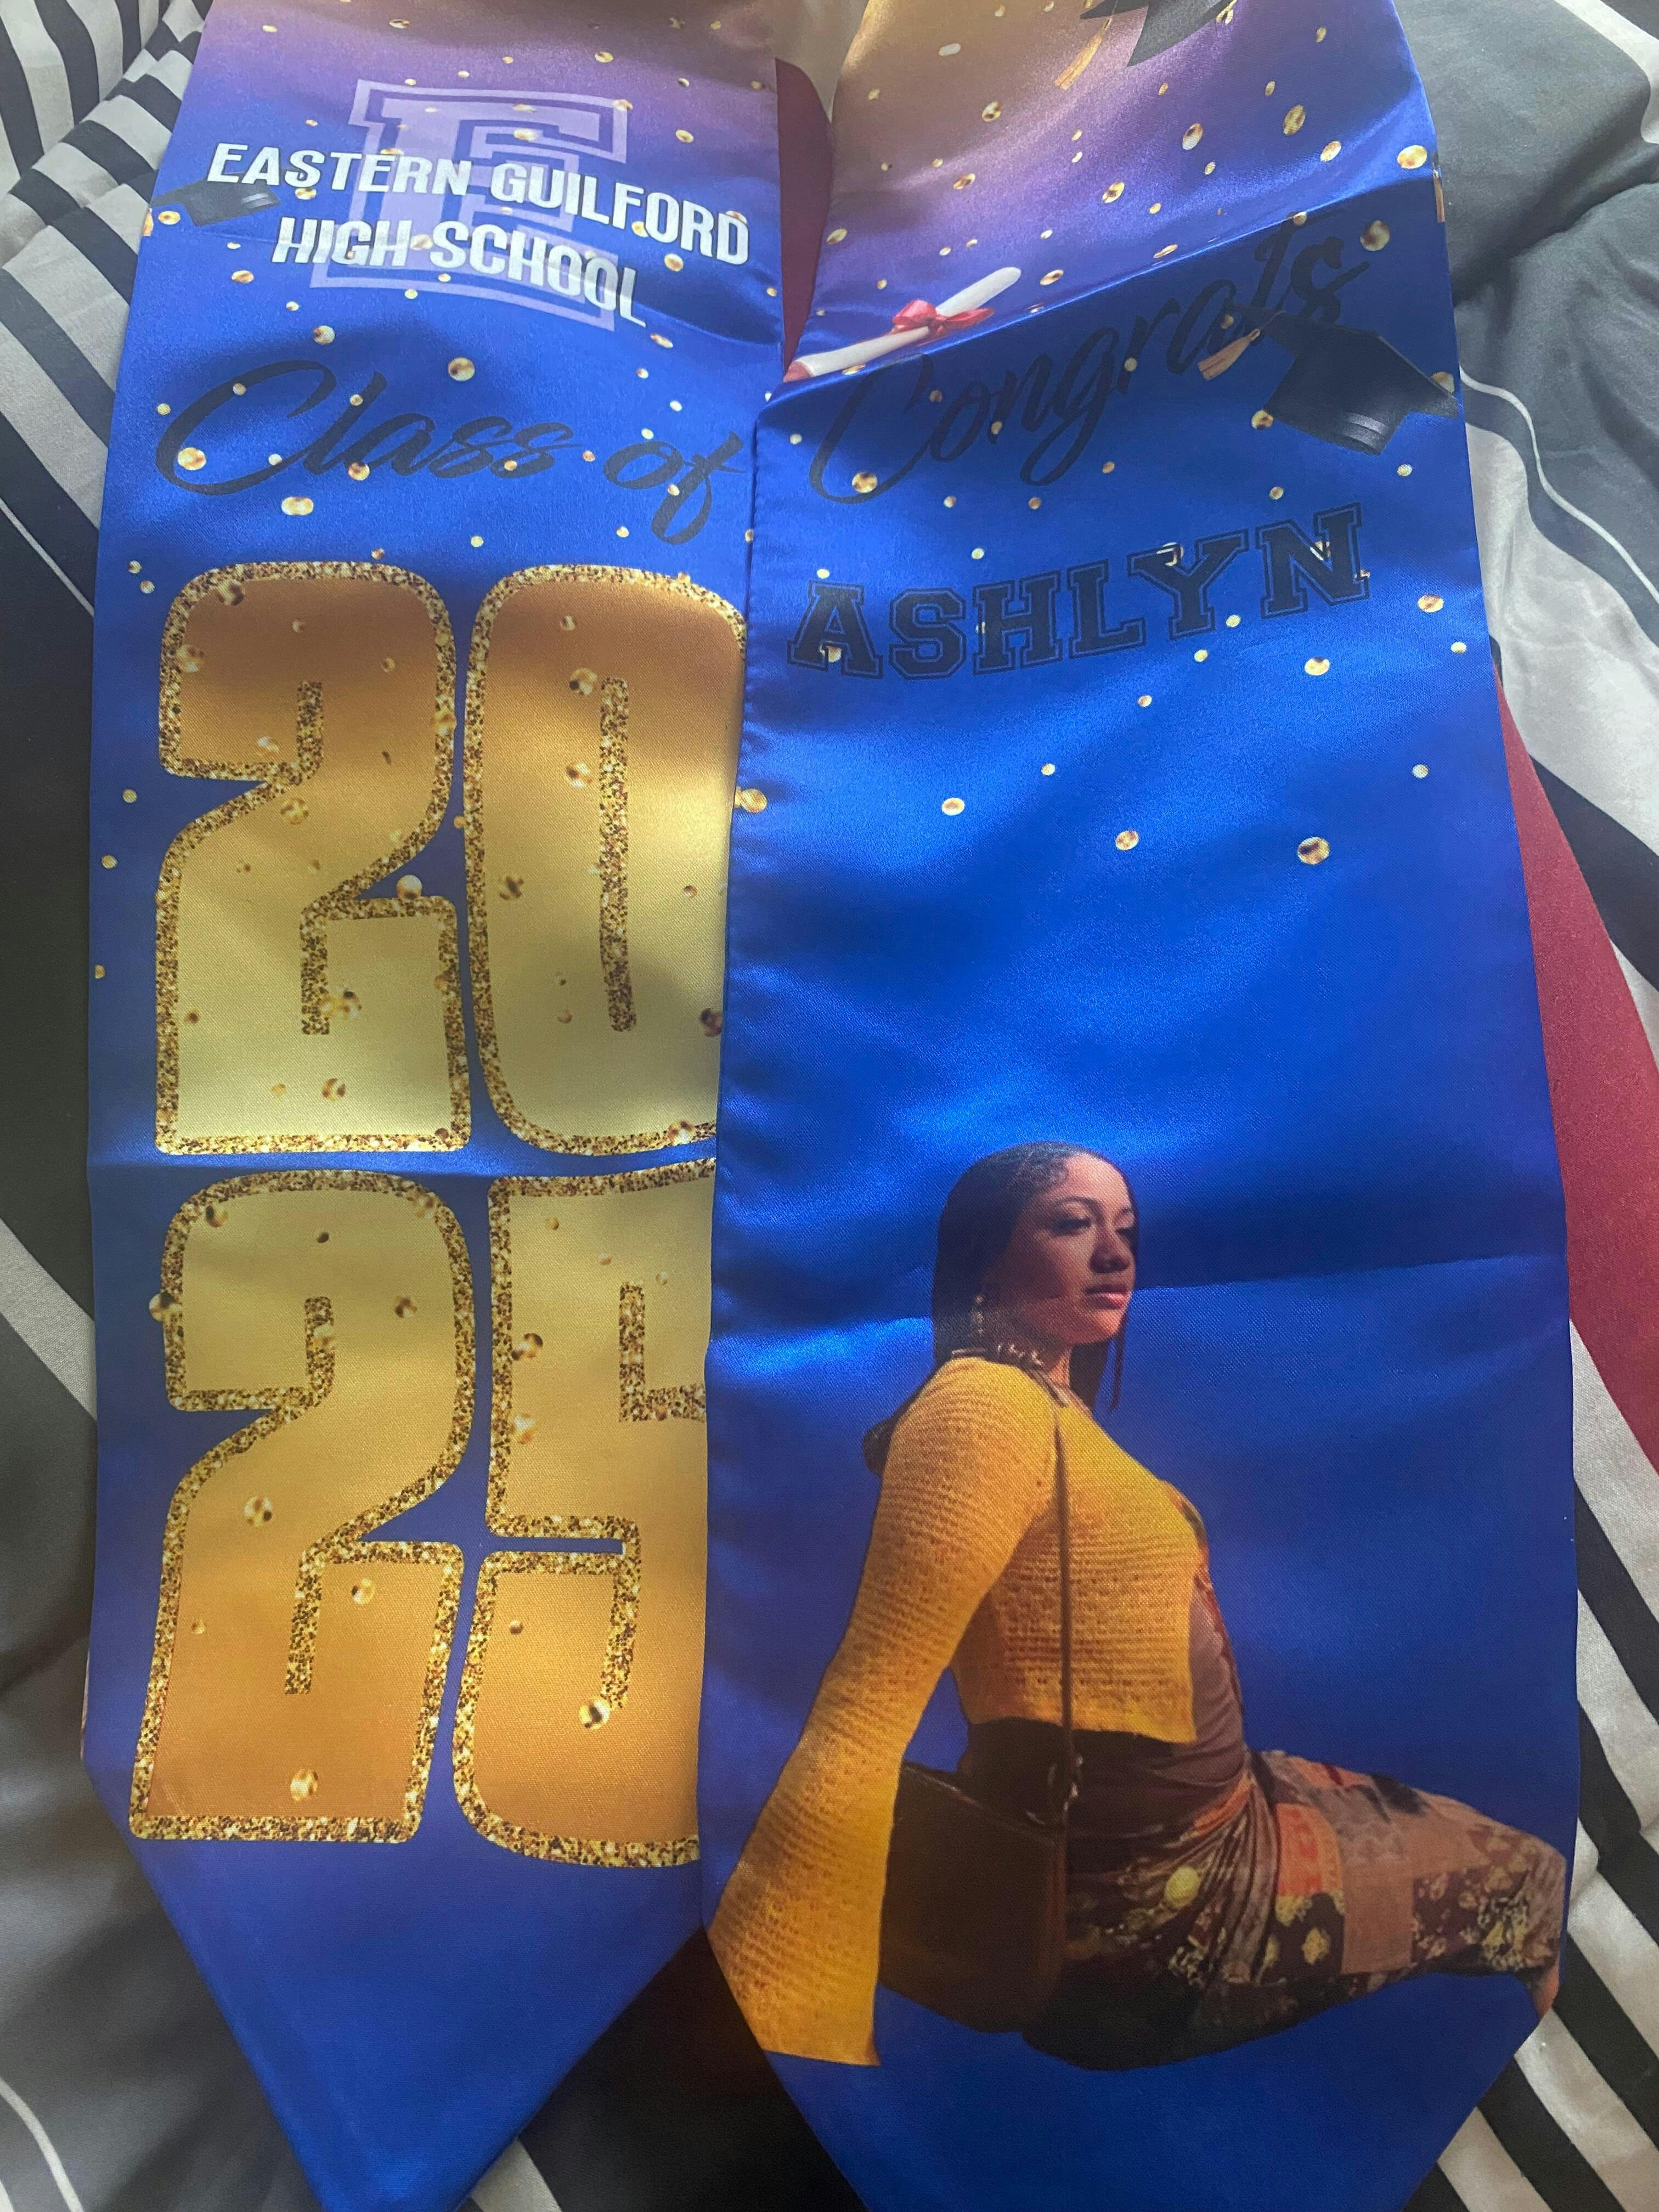 E
EASTERN GUILFORD
HIGH SCHOOL
Class of
20
25
Congrats
ASHLYN